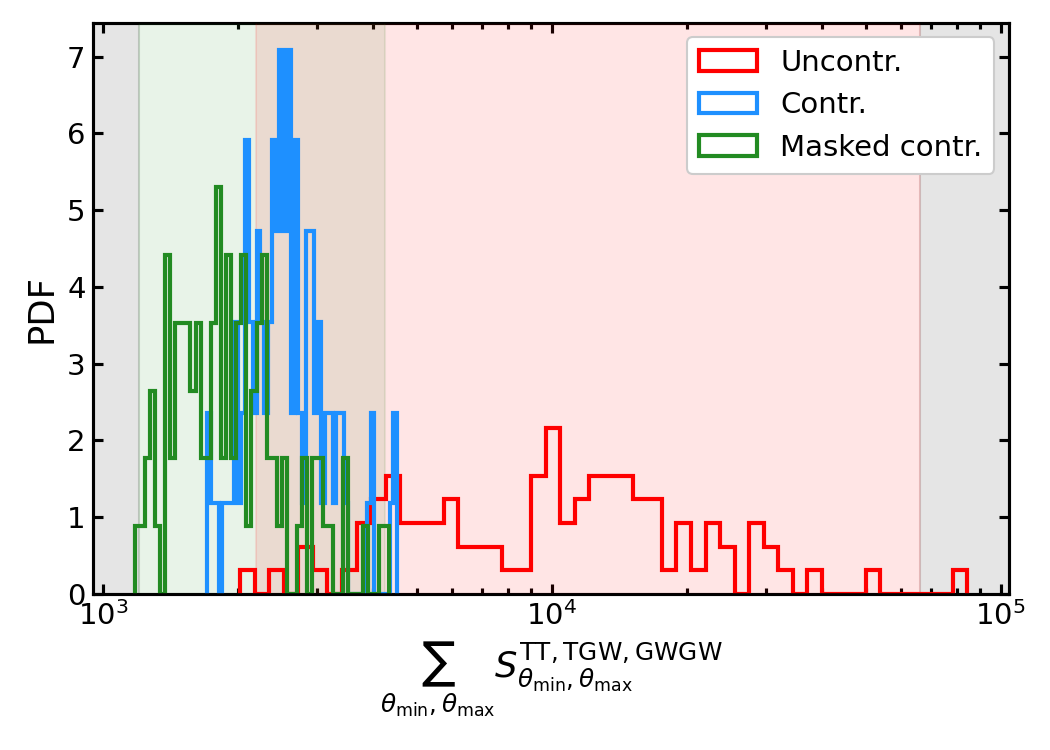 Uncontr.
Contr.
Masked contr.
PDF
7
6
5
4
3
2
1
0
10³ 10⁴ 10⁵
∑ S^{TT, TGW, GWGW}_{θmin, θmax}
θmin, θmax